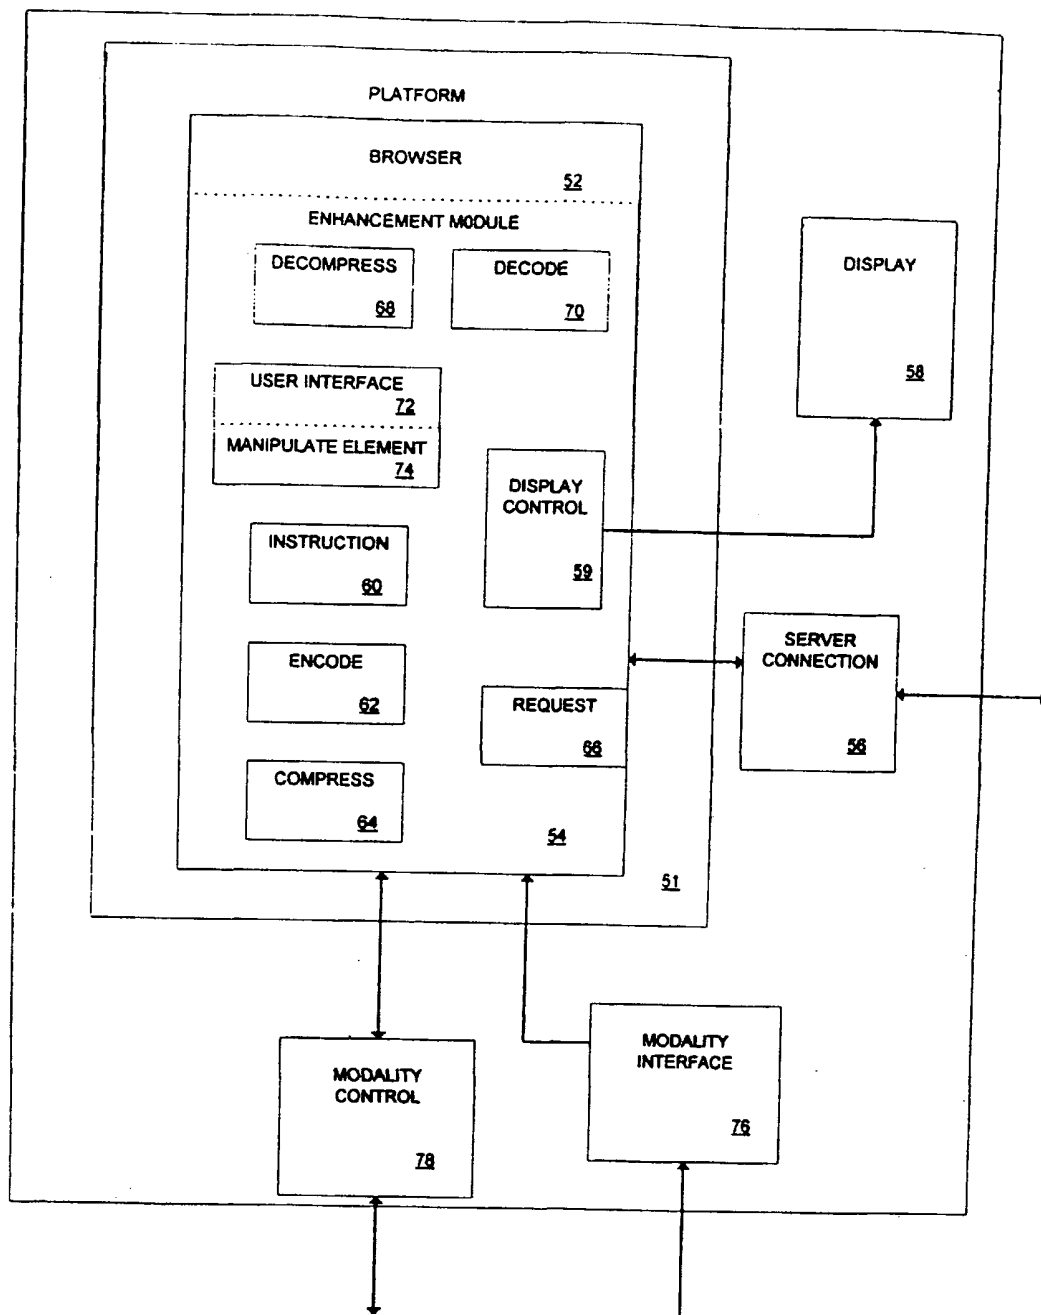 PLATFORM
BROWSER
52
ENHANCEMENT MODULE
DECOMPRESS
68
DECODE
70
DISPLAY
58
USER INTERFACE
72
MANIPULATE ELEMENT
74
DISPLAY
CONTROL
59
INSTRUCTION
60
SERVER
CONNECTION
56
ENCODE
62
REQUEST
66
COMPRESS
64
54
51
MODALITY
CONTROL
78
MODALITY
INTERFACE
76